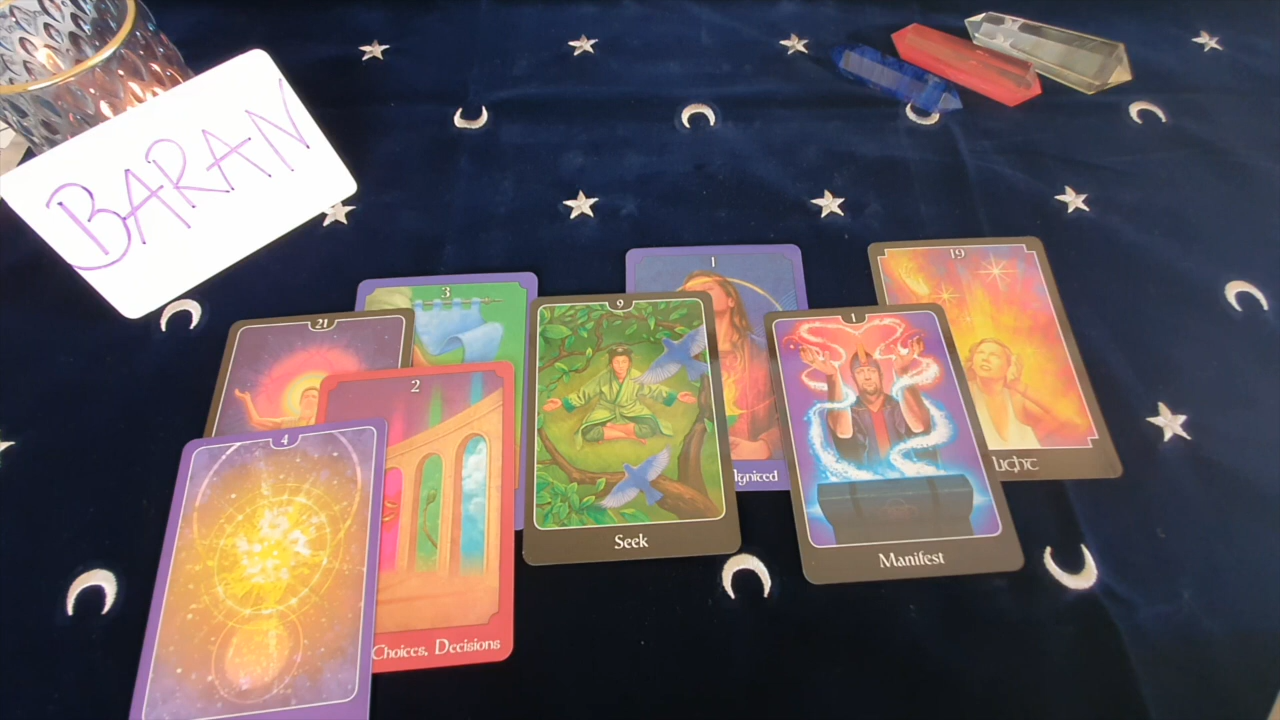 BARAN
3
1
19
21
9
1
2
4
Ignited
Light
Seek
Manifest
Choices, Decisions